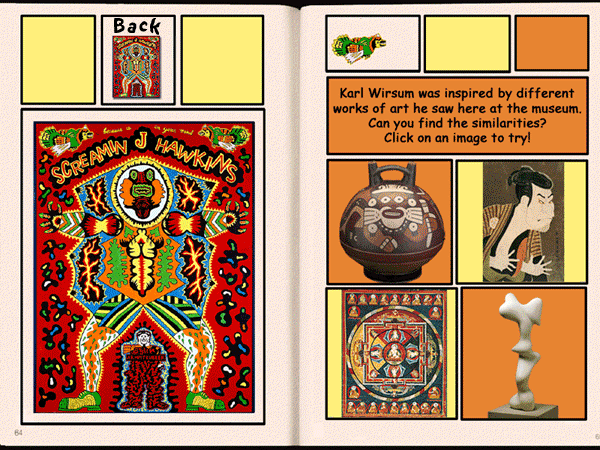 Back
SCREAMIN J HAWKINS
64
Karl Wirsum was inspired by different
works of art he saw here at the museum.
Can you find the similarities?
Click on an image to try!